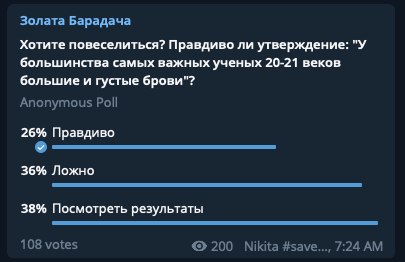 Золата Барадача
Хотите повеселиться? Правдиво ли утверждение: "У
большинства самых важных ученых 20-21 веков
большие и густые брови"?
Anonymous Poll
26% Правдиво
36% Ложно
38% Посмотреть результаты
108 votes 200 Nikita #save..., 7:24 AM